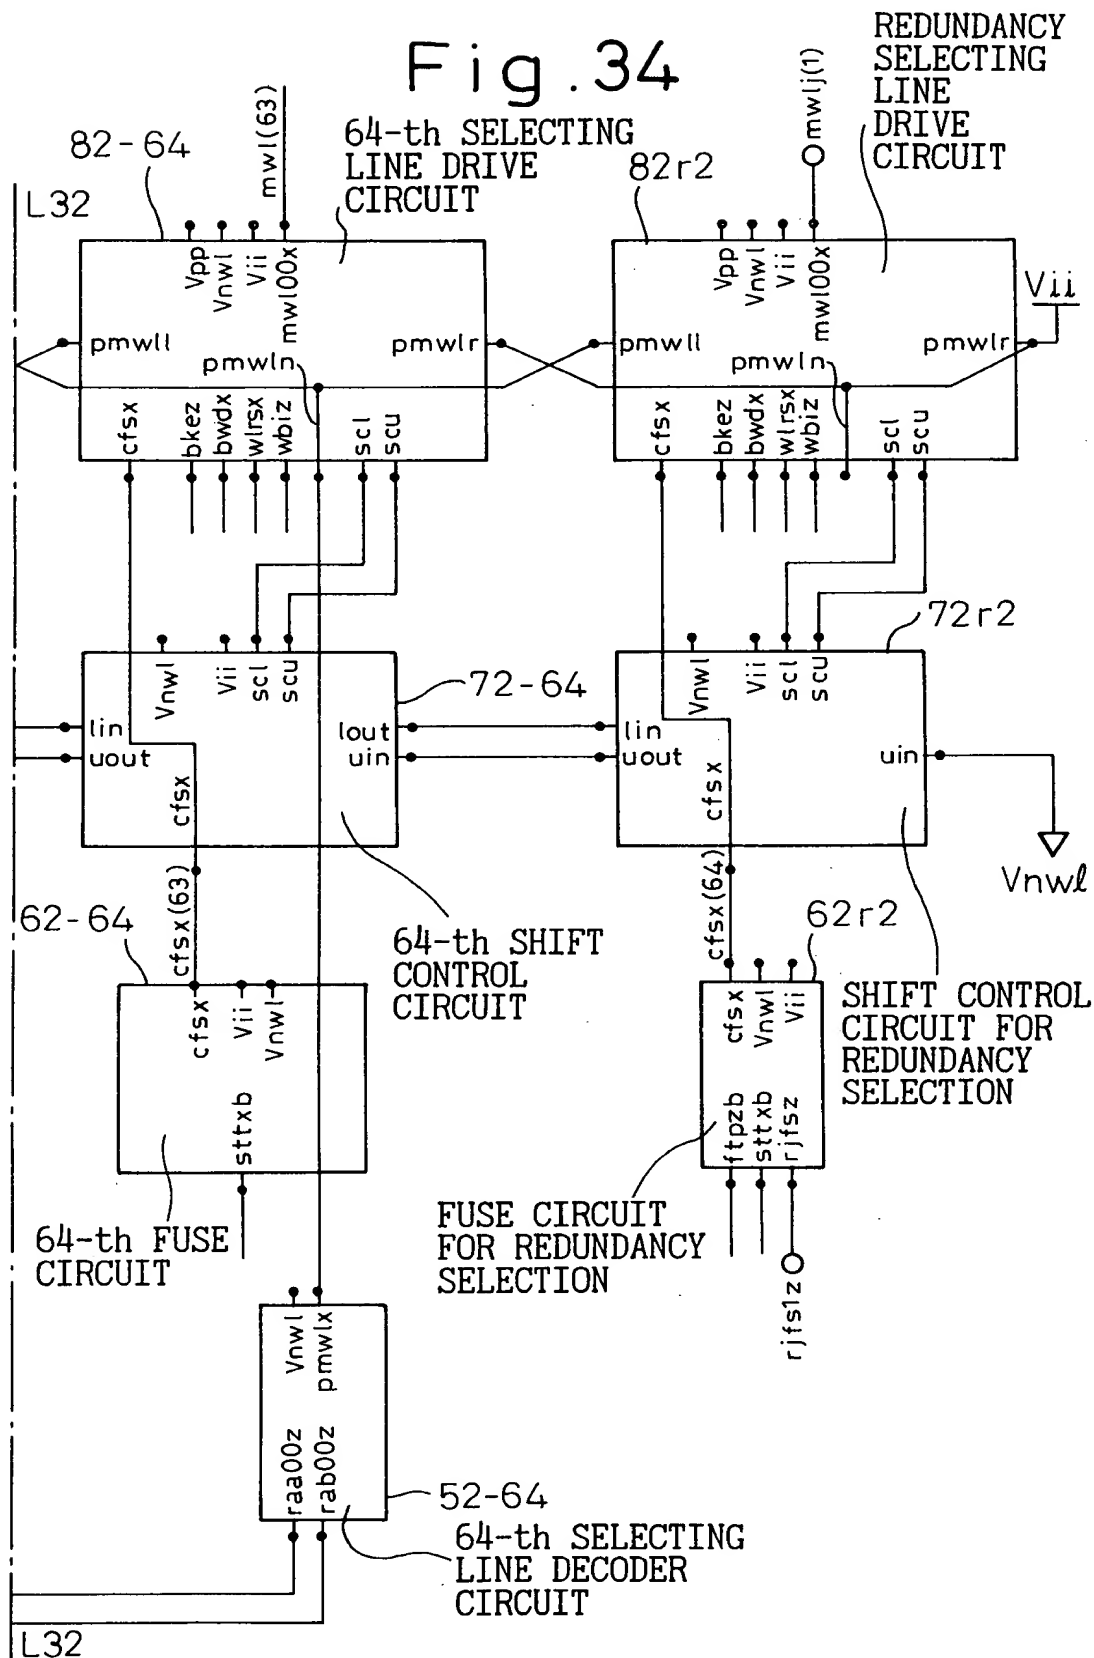 Fig.34
REDUNDANCY
SELECTING
LINE
DRIVE
CIRCUIT
mwl(63)
mwlj(1)
82-64
64-th SELECTING
LINE DRIVE
CIRCUIT
82r2
L32
Vpp
Vnwl
Vii
mwl00x
pmwll
pmwlr
pmwln
cfsx
bkez
bwdx
wlrsx
wbiz
scl
scu
Vpp
Vnwl
Vii
mwl00x
pmwll
pmwlr
pmwln
cfsx
bkez
bwdx
wlrsx
wbiz
scl
scu
Vii
72r2
72-64
Vnwl
Vii
scl
scu
lin
uout
lout
uin
cfsx
Vnwl
Vii
scl
scu
lin
uout
uin
cfsx
Vnwl
cfsx(63)
cfsx(64)
62-64
62r2
64-th SHIFT
CONTROL
CIRCUIT
SHIFT CONTROL
CIRCUIT FOR
REDUNDANCY
SELECTION
cfsx
Vii
Vnwl
sttxb
cfsx
Vnwl
Vii
ftpzb
sttxb
rjfsz
64-th FUSE
CIRCUIT
FUSE CIRCUIT
FOR REDUNDANCY
SELECTION
rjfs1z
Vnwl
pmwlx
raa00z
rab00z
52-64
64-th SELECTING
LINE DECODER
CIRCUIT
L32